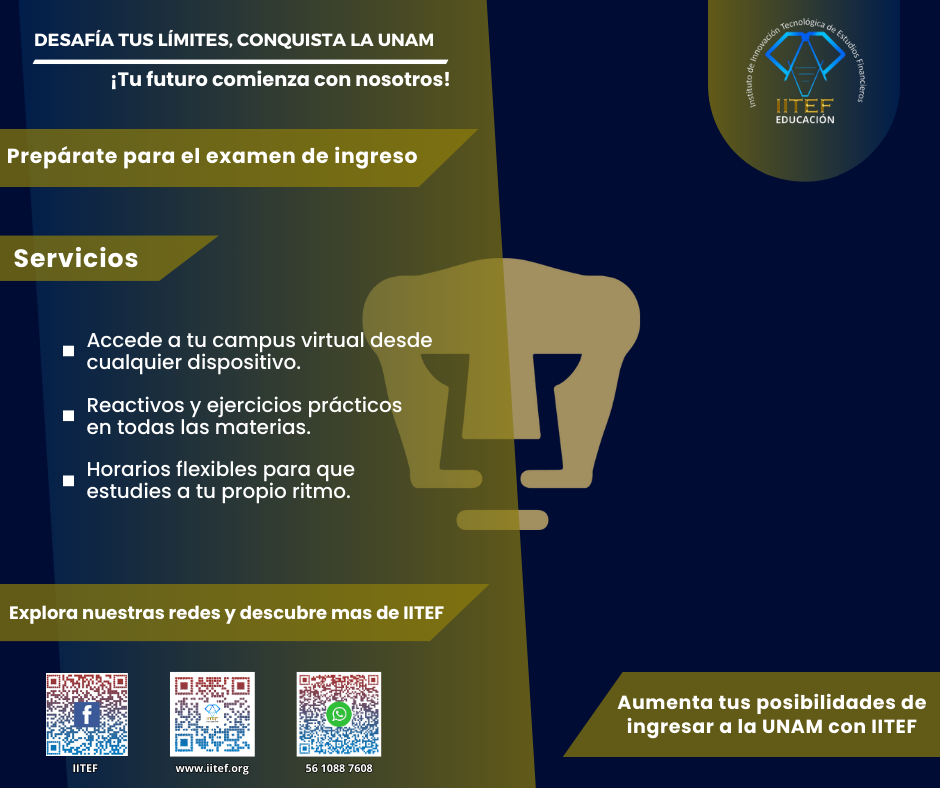 DESAFÍA TUS LÍMITES, CONQUISTA LA UNAM
¡Tu futuro comienza con nosotros!
Instituto de Innovación Tecnológica de Estudios Financieros
IITEF
EDUCACIÓN
Prepárate para el examen de ingreso
Servicios
Accede a tu campus virtual desde
cualquier dispositivo.
Reactivos y ejercicios prácticos
en todas las materias.
Horarios flexibles para que
estudies a tu propio ritmo.
Explora nuestras redes y descubre mas de IITEF
IITEF
www.iitef.org
56 1088 7608
Aumenta tus posibilidades de
ingresar a la UNAM con IITEF